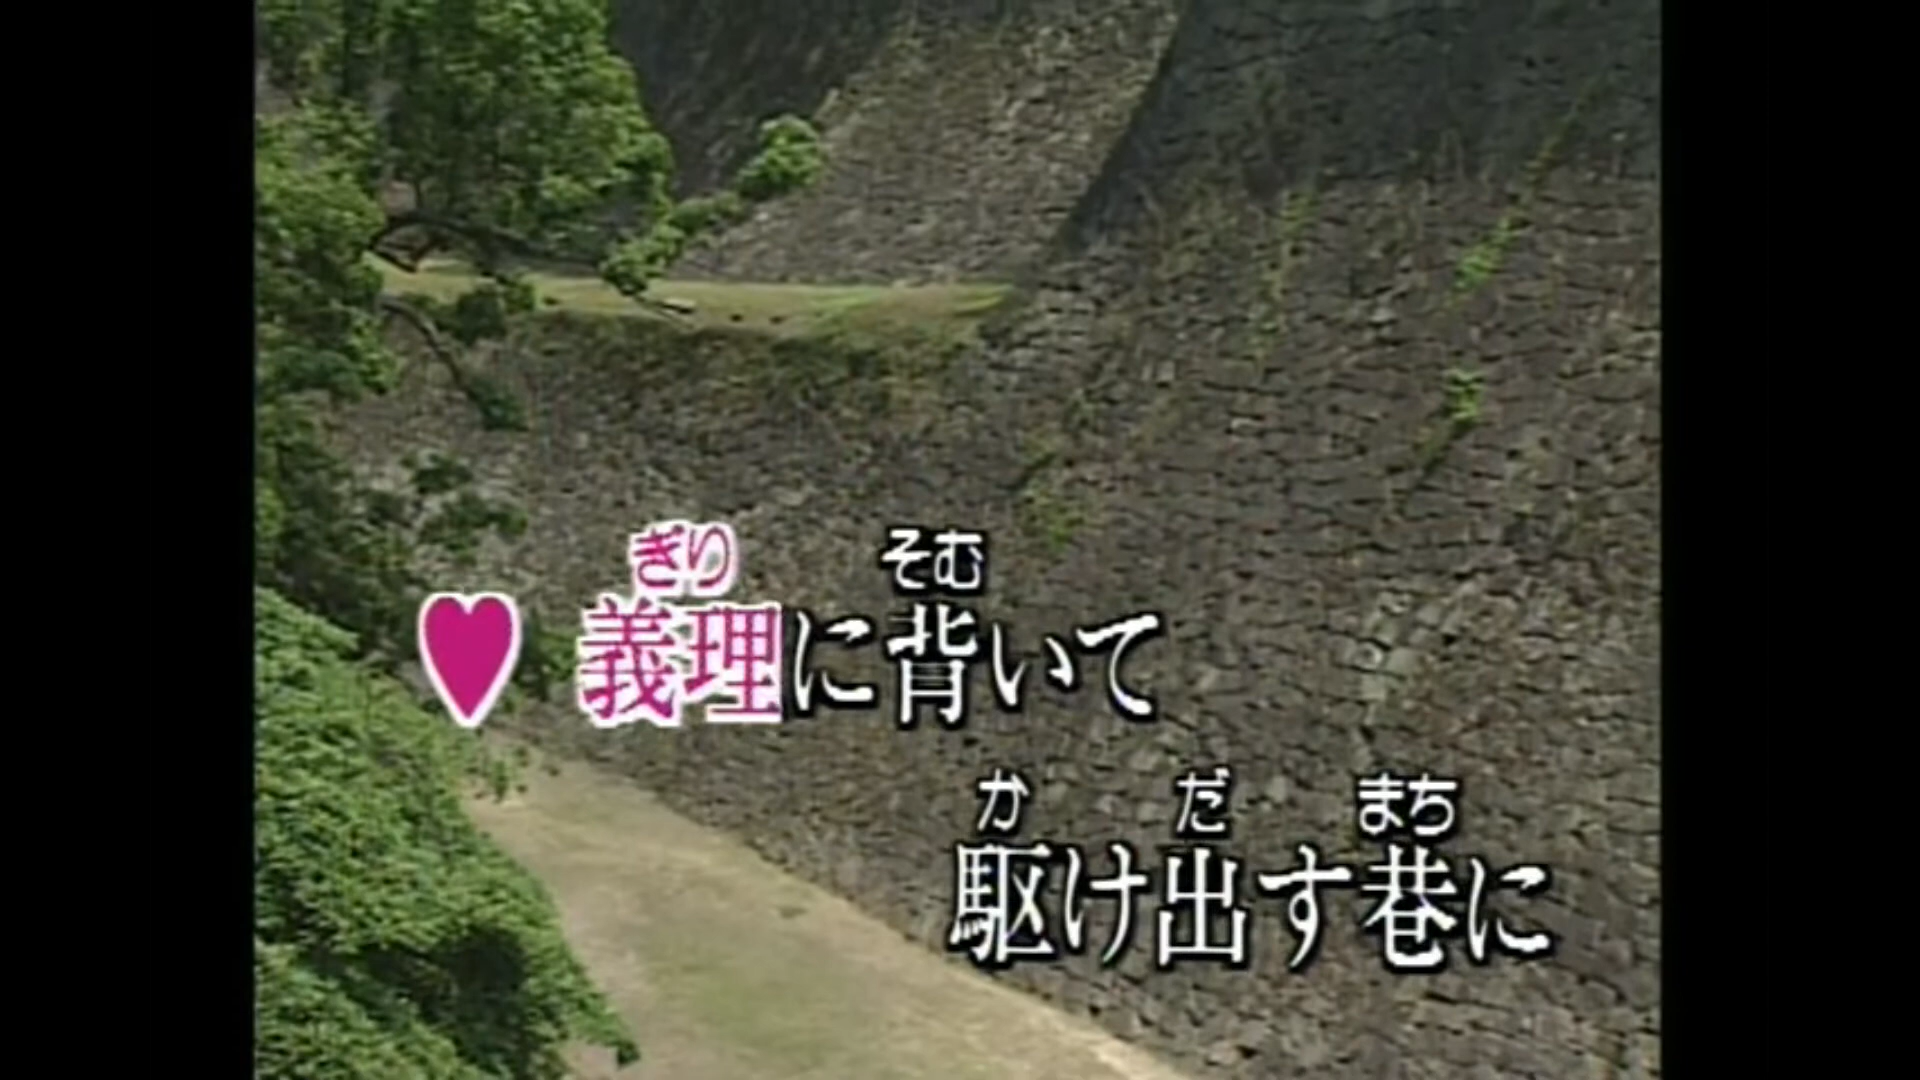 ぎり そむ
♥ 義理に背いて
か だ まち
駆け出す巷に